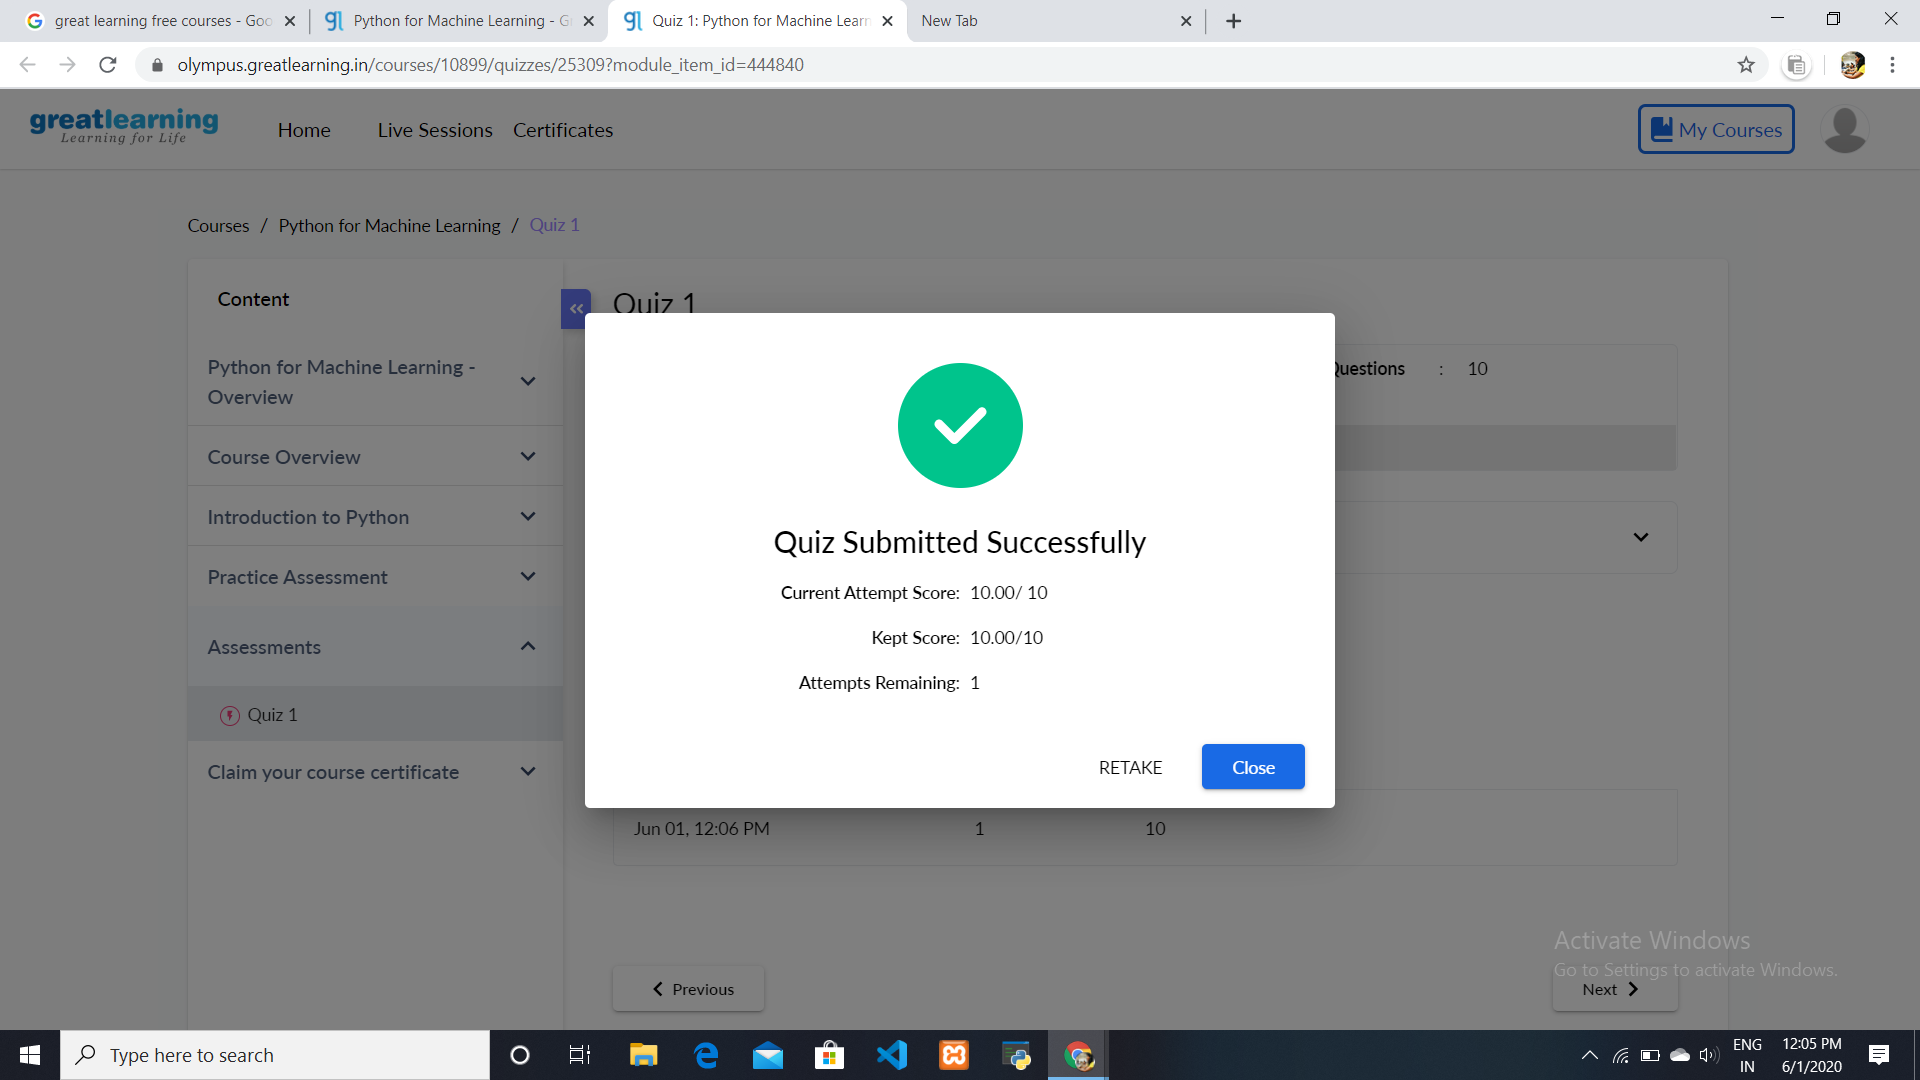 great learning free courses - Goo
Python for Machine Learning - G
Quiz 1: Python for Machine Learn
New Tab
olympus.greatlearning.in/courses/10899/quizzes/25309?module_item_id=444840
greatlearning
Learning for Life
Home
Live Sessions
Certificates
My Courses
Courses / Python for Machine Learning / Quiz 1
Content
Python for Machine Learning -
Overview
Course Overview
Introduction to Python
Practice Assessment
Assessments
Quiz 1
Claim your course certificate
Quiz 1
Questions : 10
Quiz Submitted Successfully
Current Attempt Score: 10.00/ 10
Kept Score: 10.00/10
Attempts Remaining: 1
RETAKE
Close
Jun 01, 12:06 PM 1 10
Activate Windows
Go to Settings to activate Windows.
Previous
Next
Type here to search
ENG
IN
12:05 PM
6/1/2020